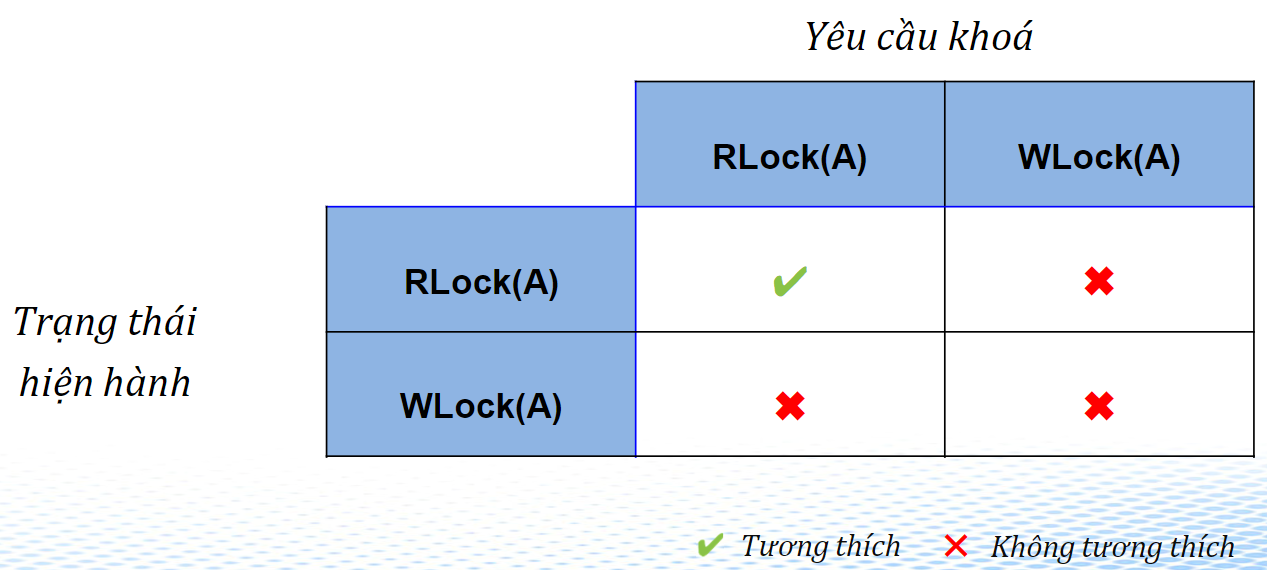 Yêu cầu khoá
RLock(A) WLock(A)
RLock(A) ✔ ✖
Trạng thái
hiện hành
WLock(A) ✖ ✖
✔ Tương thích ✕ Không tương thích